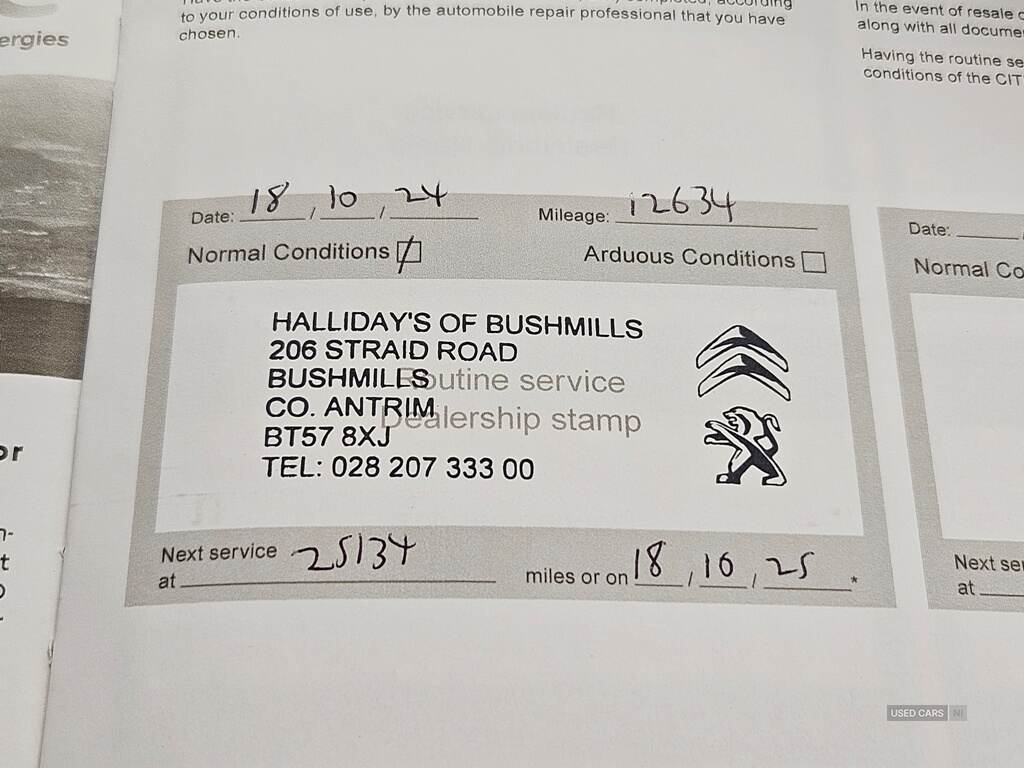 ergies
to your conditions of use, by the automobile repair professional that you have
chosen.
In the event of resale
along with all docume
Having the routine se
conditions of the CIT
Date: 18 / 10 / 24 Mileage: 12634
Normal Conditions Arduous Conditions
HALLIDAY'S OF BUSHMILLS
206 STRAID ROAD
BUSHMILLS
Routine service
CO. ANTRIM
Dealership stamp
BT57 8XJ
TEL: 028 207 333 00
Next service
at 25134 miles or on 18 / 10 / 25 *
Date:
Normal Co
Next se
at
or
USED CARS NI